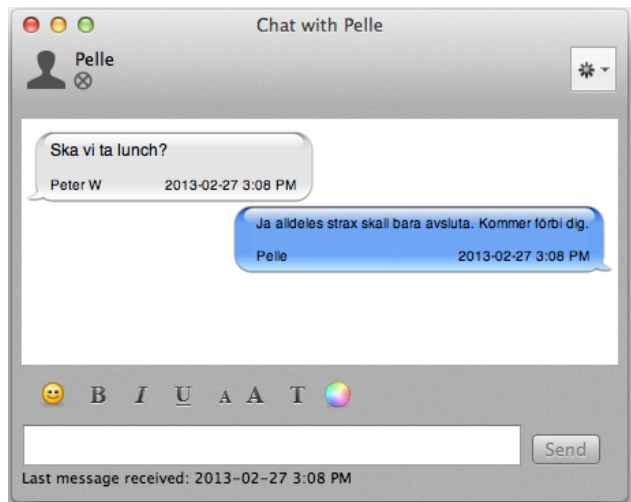 Chat with Pelle
Pelle
Ska vi ta lunch?
Peter W 2013-02-27 3:08 PM
Ja alldeles strax skall bara avsluta. Kommer förbi dig.
Pelle 2013-02-27 3:08 PM
B I U A A T
Send
Last message received: 2013-02-27 3:08 PM